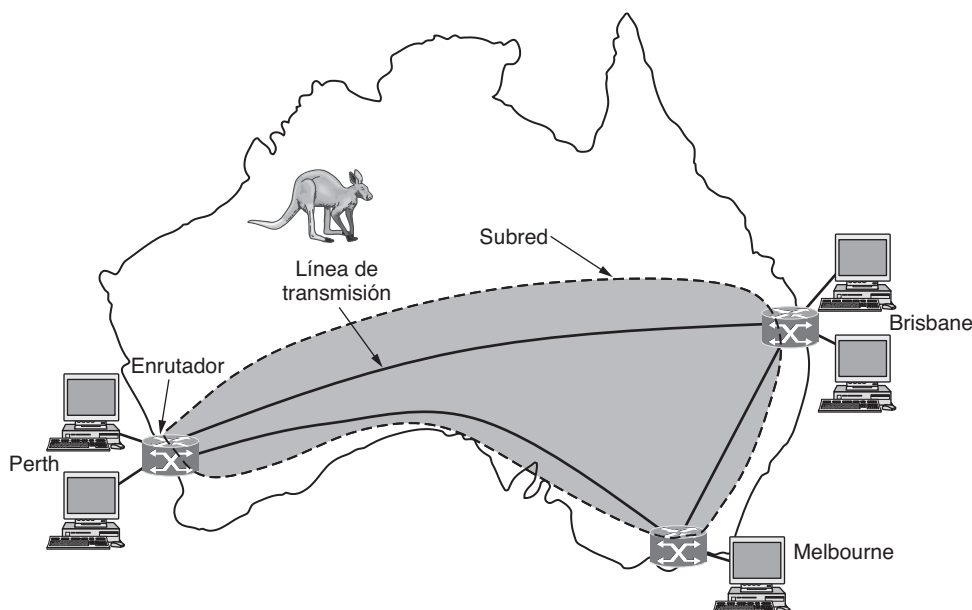 Subred
Línea de
transmisión
Brisbane
Enrutador
Perth
Melbourne